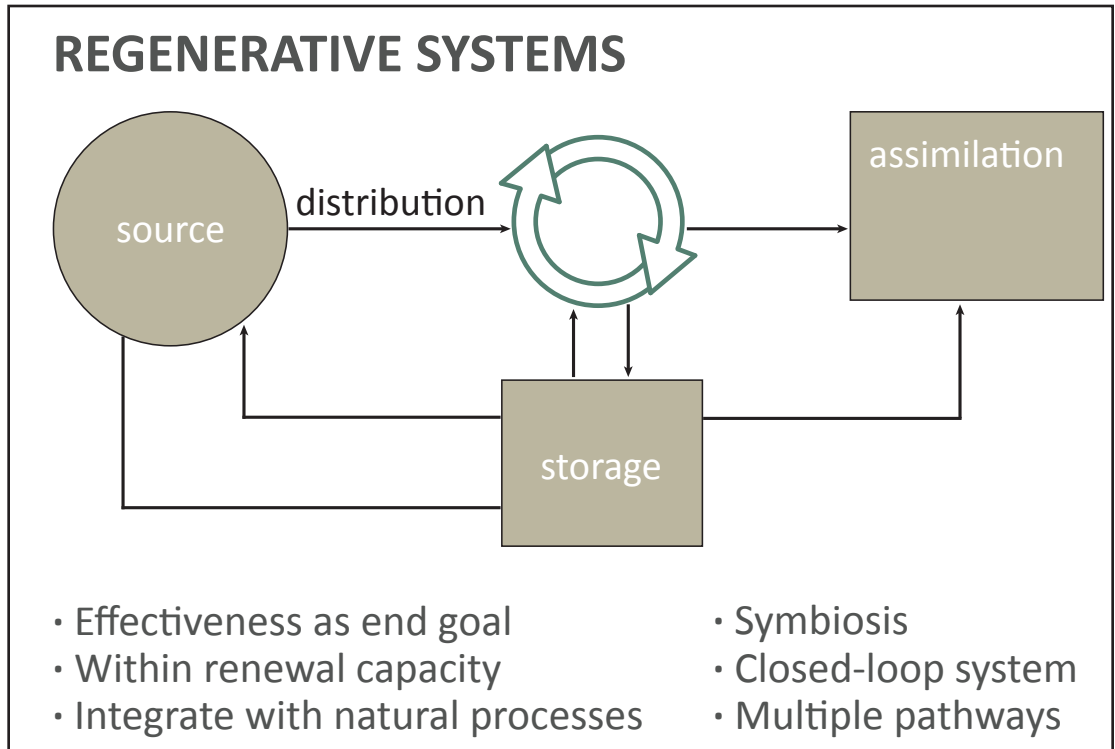 REGENERATIVE SYSTEMS
source
distribution
assimilation
storage
· Effectiveness as end goal
· Within renewal capacity
· Integrate with natural processes
· Symbiosis
· Closed-loop system
· Multiple pathways